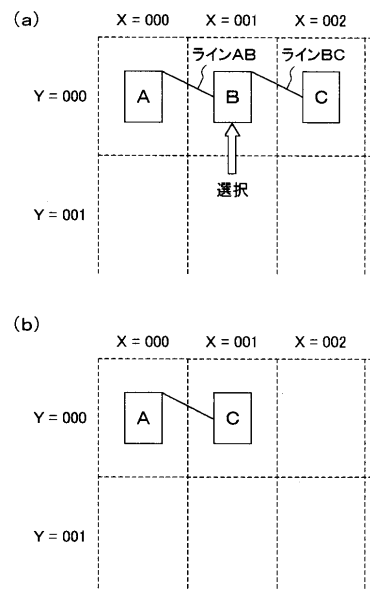 (a)
X = 000 X = 001 X = 002
ラインAB ラインBC
Y = 000 A B C
選択
Y = 001
(b)
X = 000 X = 001 X = 002
Y = 000 A C
Y = 001